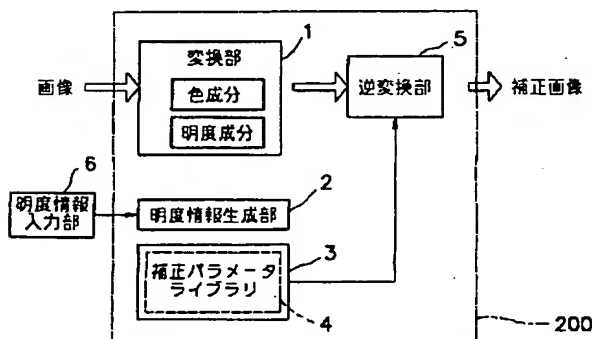 1
変換部
色成分
明度成分
画像
5
逆変換部
補正画像
6
明度情報
入力部
2
明度情報生成部
3
補正パラメータ
ライブラリ
4
200